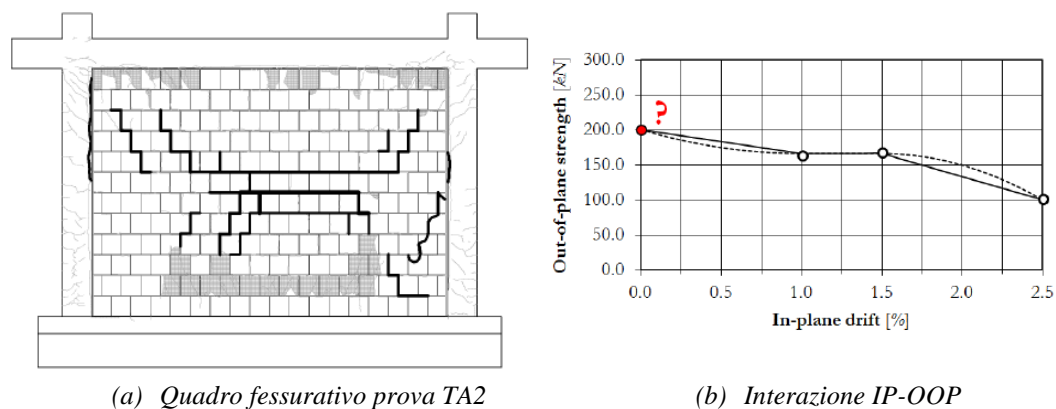 300.0
250.0
200.0
150.0
100.0
50.0
0.0
Out-of-plane strength [kN]
?
0.0 0.5 1.0 1.5 2.0 2.5
In-plane drift [%]
(a) Quadro fessurativo prova TA2
(b) Interazione IP-OOP